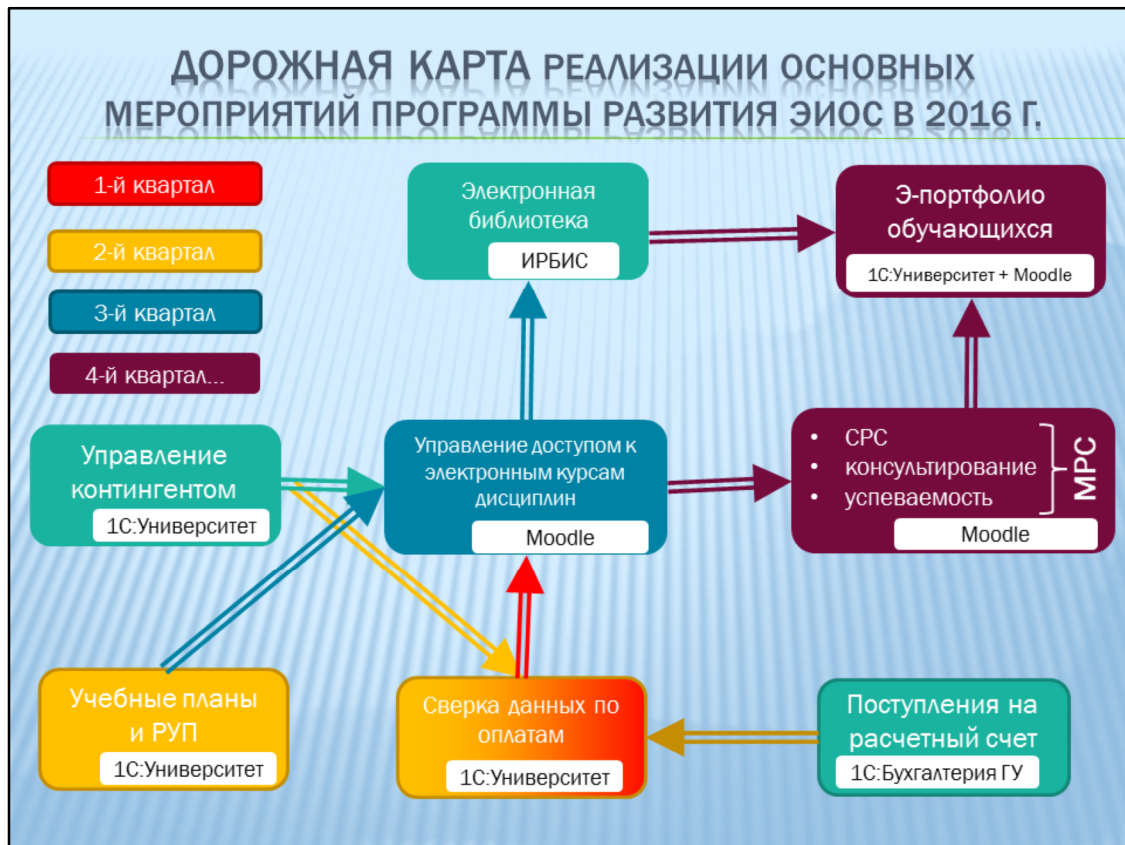 ДОРОЖНАЯ КАРТА РЕАЛИЗАЦИИ ОСНОВНЫХ
МЕРОПРИЯТИЙ ПРОГРАММЫ РАЗВИТИЯ ЭИОС В 2016 Г.
1-й квартал
2-й квартал
3-й квартал
4-й квартал...
Электронная
библиотека
ИРБИС
Э-портфолио
обучающихся
1С:Университет + Moodle
Управление
контингентом
1С:Университет
Управление доступом к
электронным курсам
дисциплин
Moodle
• СРС
• консультирование
• успеваемость
МРС
Moodle
Учебные планы
и РУП
1С:Университет
Сверка данных по
оплатам
1С:Университет
Поступления на
расчетный счет
1С:Бухгалтерия ГУ